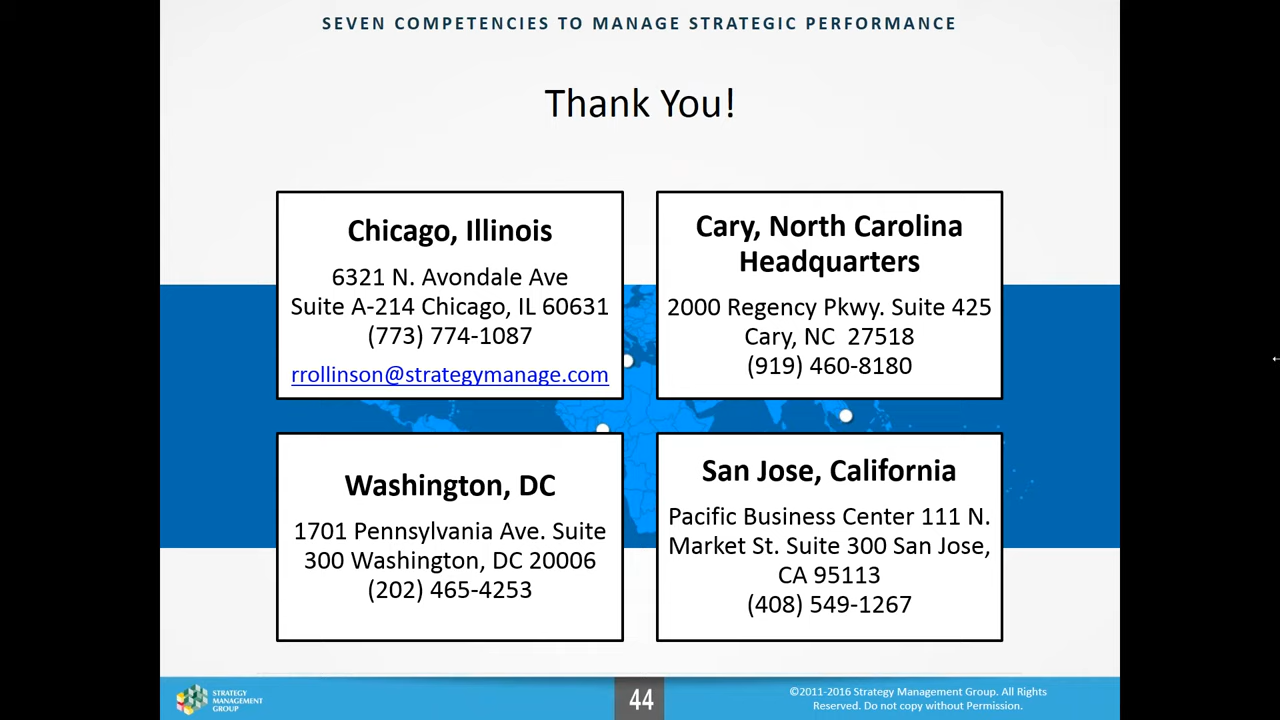 SEVEN COMPETENCIES TO MANAGE STRATEGIC PERFORMANCE
Thank You!
Chicago, Illinois
6321 N. Avondale Ave
Suite A-214 Chicago, IL 60631
(773) 774-1087
rrollinson@strategymanage.com
Cary, North Carolina
Headquarters
2000 Regency Pkwy. Suite 425
Cary, NC  27518
(919) 460-8180
Washington, DC
1701 Pennsylvania Ave. Suite
300 Washington, DC 20006
(202) 465-4253
San Jose, California
Pacific Business Center 111 N.
Market St. Suite 300 San Jose,
CA 95113
(408) 549-1267
STRATEGY
MANAGEMENT
GROUP
44
©2011-2016 Strategy Management Group. All Rights
Reserved. Do not copy without Permission.